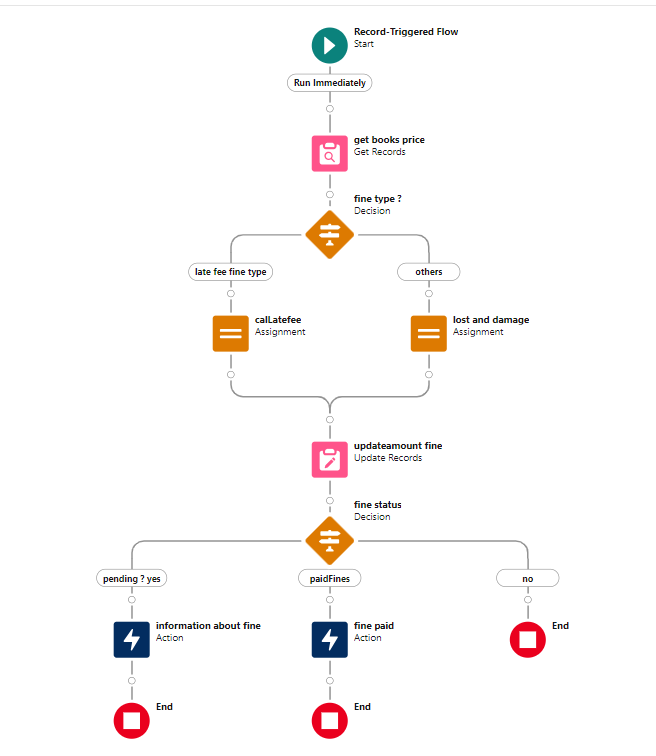 Record-Triggered Flow
Start
Run Immediately
get books price
Get Records
fine type ?
Decision
late fee fine type
others
calLatefee
Assignment
lost and damage
Assignment
updateamount fine
Update Records
fine status
Decision
pending ? yes
paidFines
no
information about fine
Action
fine paid
Action
End
End
End